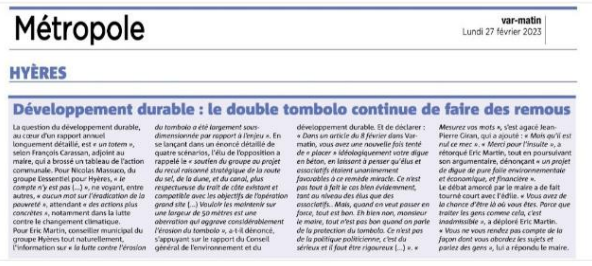 Métropole
var-matin
Lundi 27 février 2023
HYÈRES
Développement durable : le double tombolo continue de faire des remous
La question du développement durable,
au cœur d'un rapport annuel
longuement détaillé, est « un totem »,
selon François Carassan, adjoint au
maire, qui a brossé un tableau de l'action
communale. Pour Nicolas Massuco, du
groupe L'essentiel pour Hyères, « le
compte n'y est pas (...) », ne voyant, entre
autres, « aucun mot sur l'éradication de la
pauvreté », attendant « des actions plus
concrètes », notamment dans la lutte
contre le changement climatique.
Pour Eric Martin, conseiller municipal du
groupe Hyères tout naturellement,
l'information sur « la lutte contre l'érosion
du tombolo a été largement sous-
dimensionnée par rapport à l'enjeu ». En
se lançant dans un énoncé détaillé de
quatre scénarios, l'élu de l'opposition a
rappelé le « soutien du groupe au projet
du recul raisonné stratégique de la route
du sel, de la dune, et du canal, plus
respectueuse du trait de côte existant et
compatible avec les objectifs de l'opération
grand site (...) Vouloir les maintenir sur
une largeur de 50 mètres est une
aberration qui aggrave considérablement
l'érosion du tombolo », a-t-il dénoncé,
s'appuyant sur le rapport du Conseil
général de l'environnement et du
développement durable. Et de déclarer :
« Dans un article du 8 février dans Var-
matin, vous avez une nouvelle fois tenté
de « placer » idéologiquement votre digue
en béton, en laissant à penser qu'élus et
associatifs étaient unanimement
favorables à ce remède miracle. Ce n'est
pas tout à fait le cas bien évidemment,
tant au niveau des élus que des
associatifs. Mais, quand on veut passer en
force, tout est bon. Eh bien non, monsieur
le maire, tout n'est pas bon quand on parle
de la protection du tombolo. Ce n'est pas
de la politique politicienne, c'est du
sérieux et il faut être rigoureux (...) ». «
Mesurez vos mots », s'est agacé Jean-
Pierre Giran, qui a ajouté : « Mais qu'il est
nul ce mec ». « Merci pour l'insulte », a
rétorqué Eric Martin, tout en poursuivant
son argumentaire, dénonçant « un projet
de digue de pure folie environnementale
et économique, et financière ».
Le débat amorcé par le maire a de fait
tourné court avec l'édile. « Vous avez de
la chance d'être là où vous êtes. Parce que
traiter les gens comme cela, c'est
inadmissible », a déploré Eric Martin.
« Vous ne vous rendez pas compte de la
façon dont vous abordez les sujets et
parlez des gens », lui a répondu le maire.